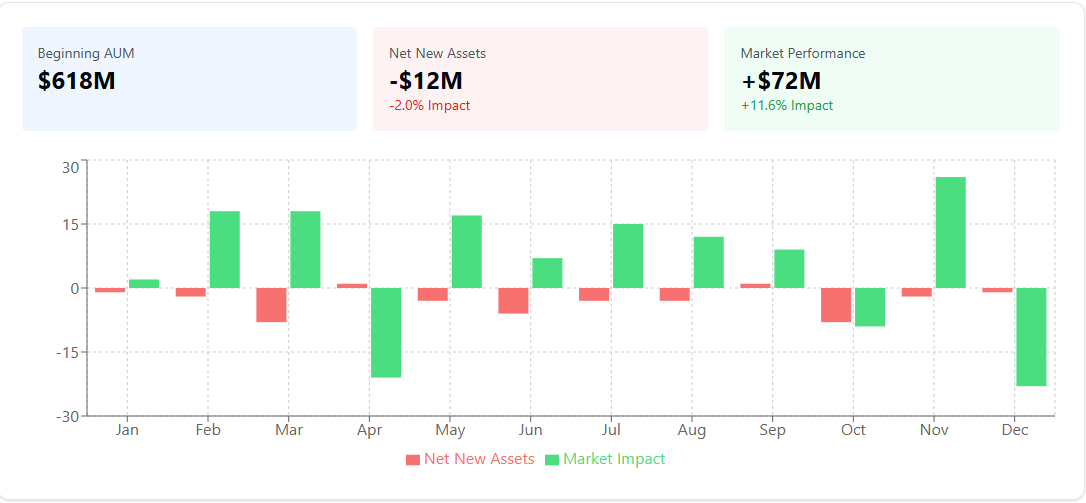 Beginning AUM
$618M
Net New Assets
-$12M
-2.0% Impact
Market Performance
+$72M
+11.6% Impact
30
15
0
-15
-30
Jan Feb Mar Apr May Jun Jul Aug Sep Oct Nov Dec
Net New Assets Market Impact